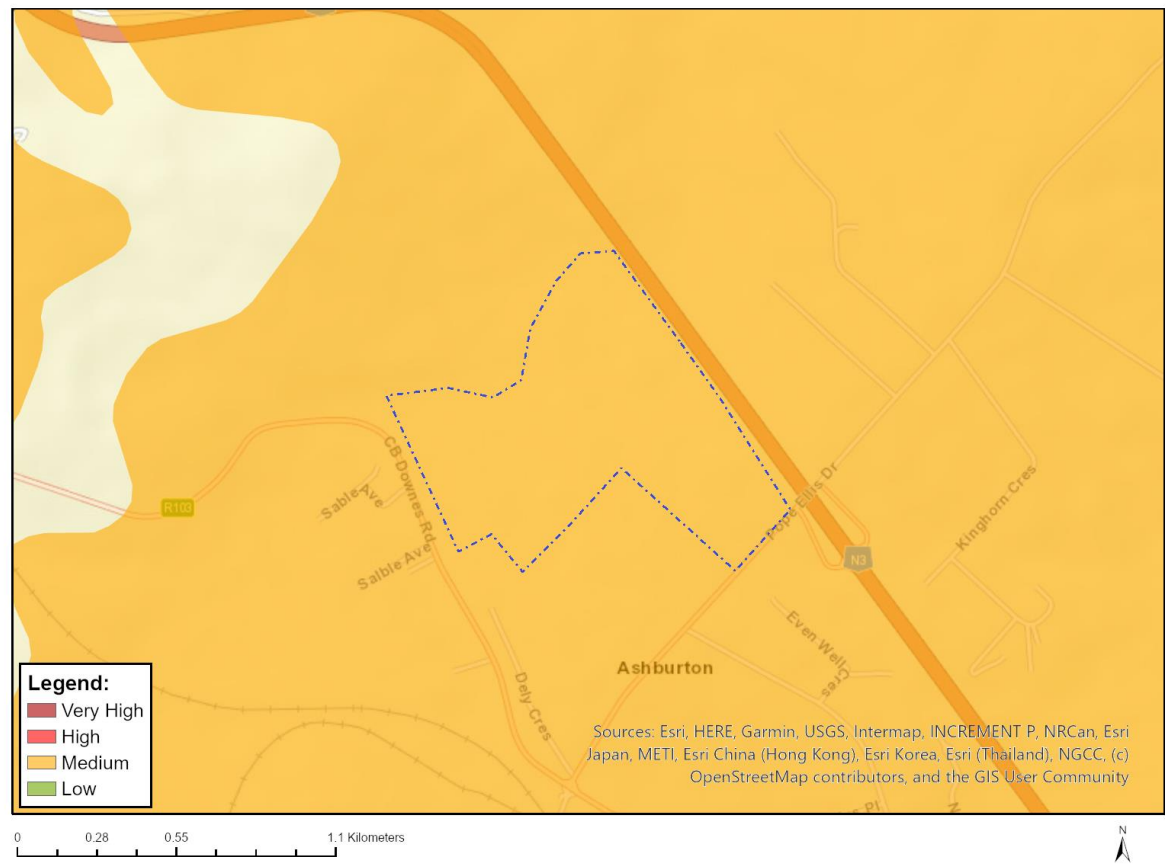 CB Downes Rd
Sable Ave
R103
Salble Ave
Pope Ellis Dr
Kinghorn Cres
N3
Even Well
Cres
Ashburton
Dely Cres
Legend:
Very High
High
Medium
Low
Sources: Esri, HERE, Garmin, USGS, Intermap, INCREMENT P, NRCan, Esri
Japan, METI, Esri China (Hong Kong), Esri Korea, Esri (Thailand), NGCC, (c)
OpenStreetMap contributors, and the GIS User Community
Pl
N
0 0.28 0.55 1.1 Kilometers
N